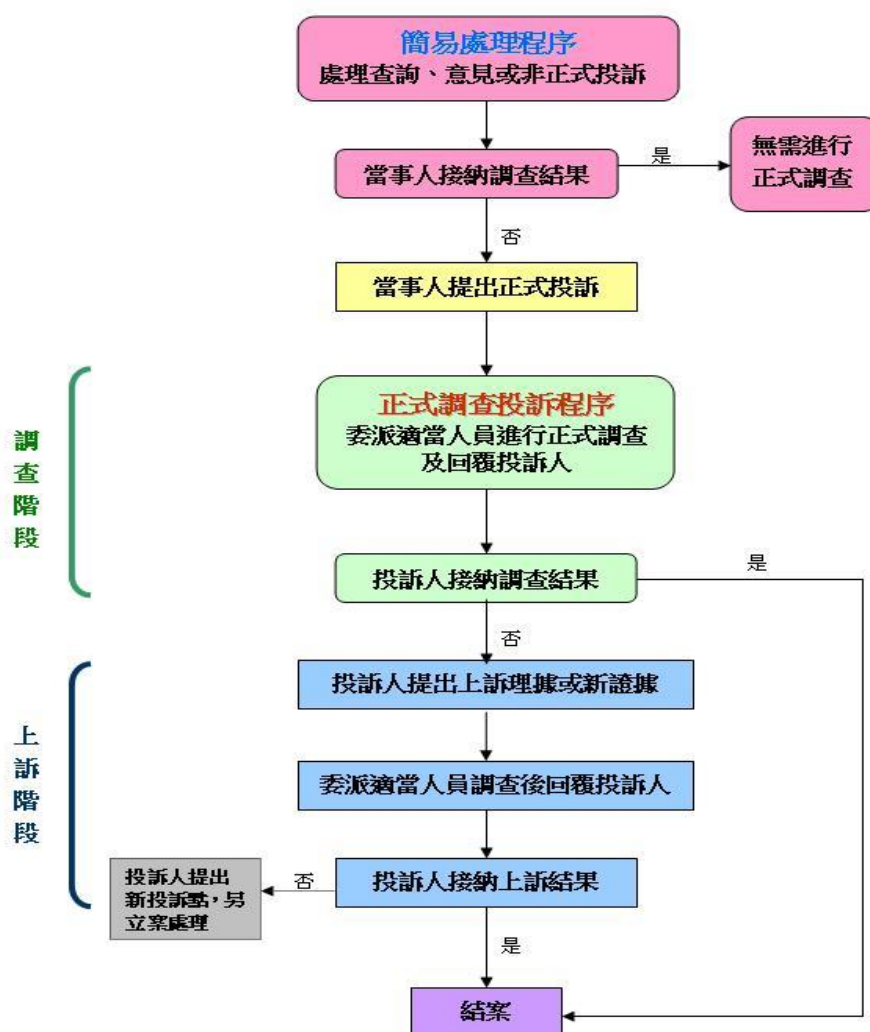 簡易處理程序
處理查詢、意見或非正式投訴
當事人接納調查結果
是
無需進行
正式調查
否
當事人提出正式投訴
調查階段
正式調查投訴程序
委派適當人員進行正式調查
及回覆投訴人
投訴人接納調查結果
是
否
上訴階段
投訴人提出上訴理據或新證據
委派適當人員調查後回覆投訴人
投訴人接納上訴結果
否
投訴人提出
新投訴點,另
立案處理
是
結案